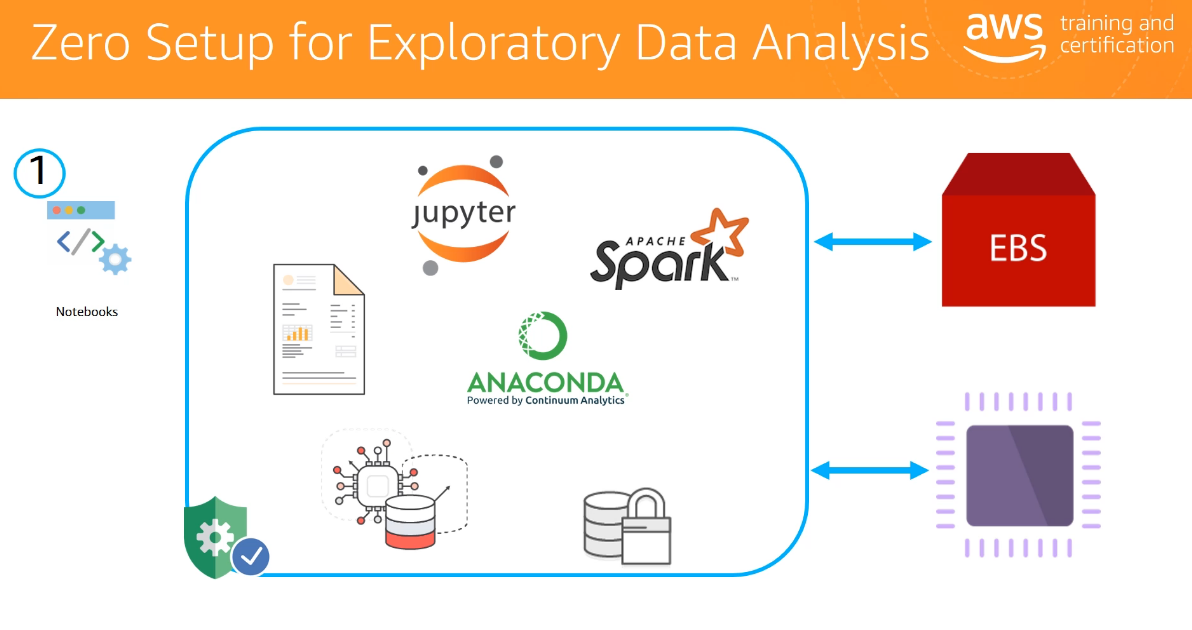 Zero Setup for Exploratory Data Analysis
aws training and
certification
1
Notebooks
jupyter
APACHE
Spark™
ANACONDA®
Powered by Continuum Analytics
EBS